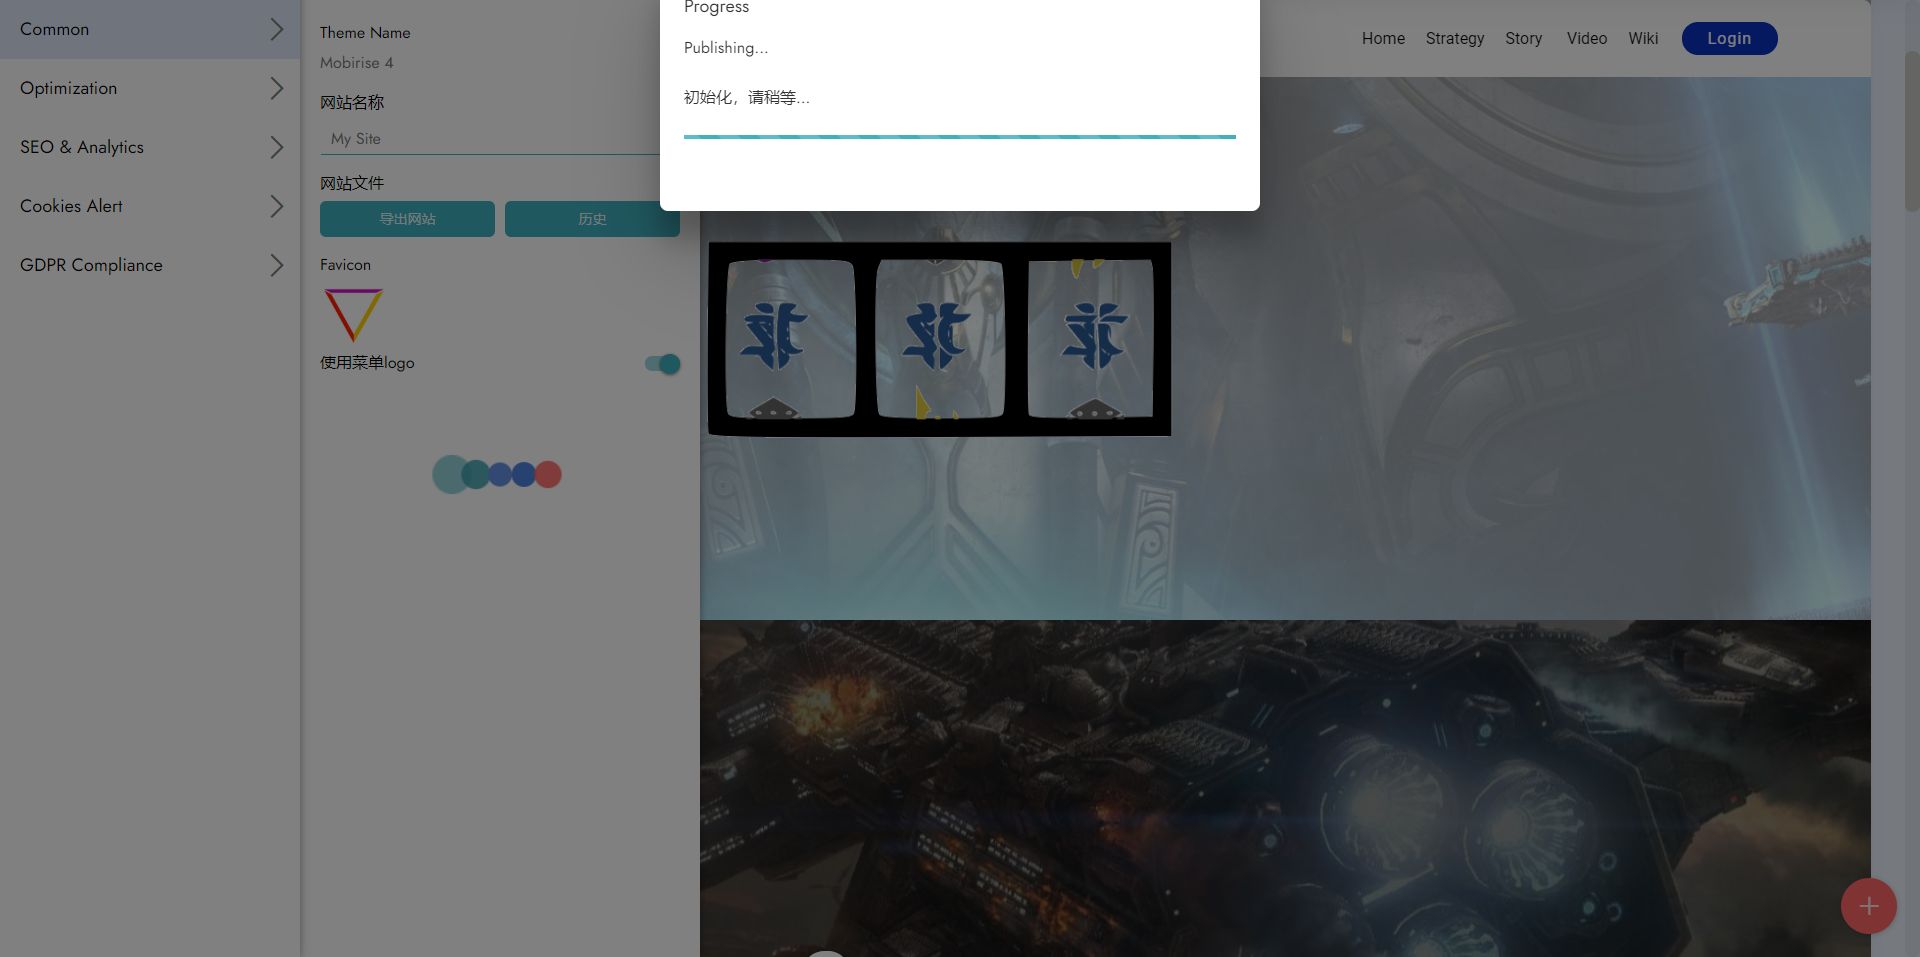 Common
Optimization
SEO & Analytics
Cookies Alert
GDPR Compliance
Theme Name
Mobirise 4
网站名称
My Site
网站文件
导出网站
历史
Favicon
使用菜单logo
Progress
Publishing...
初始化，请稍等...
Home Strategy Story Video Wiki Login